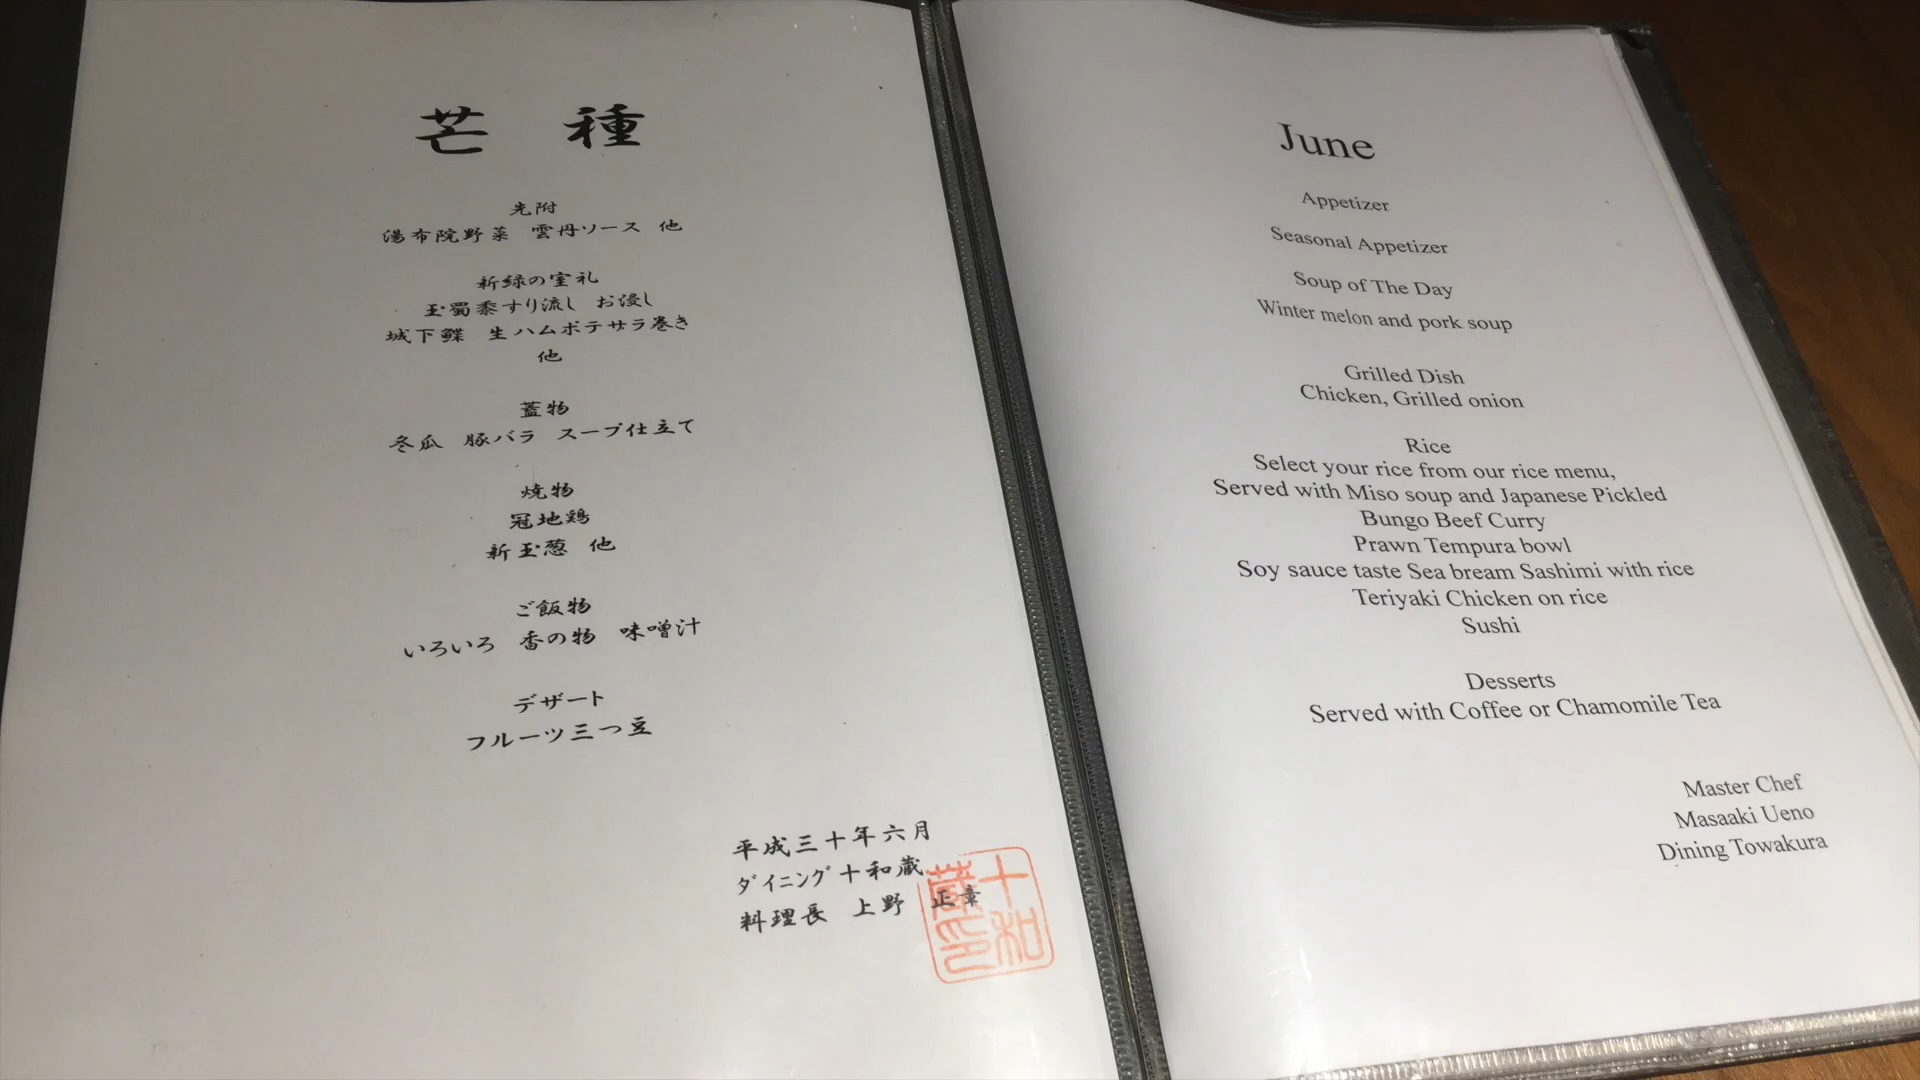 芒 種
先附
湯布院野菜 雲丹ソース 他
新緑の室礼
玉蜀黍すり流し お浸し
城下鰈 生ハムポテサラ巻き
他
蓋物
冬瓜 豚バラ スープ仕立て
焼物
冠地鶏
新玉葱 他
ご飯物
いろいろ 香の物 味噌汁
デザート
フルーツ三つ豆
平成三十年六月
ダイニング十和蔵
料理長 上野 正章
十和
蔵印
June
Appetizer
Seasonal Appetizer
Soup of The Day
Winter melon and pork soup
Grilled Dish
Chicken, Grilled onion
Rice
Select your rice from our rice menu,
Served with Miso soup and Japanese Pickled
Bungo Beef Curry
Prawn Tempura bowl
Soy sauce taste Sea bream Sashimi with rice
Teriyaki Chicken on rice
Sushi
Desserts
Served with Coffee or Chamomile Tea
Master Chef
Masaaki Ueno
Dining Towakura